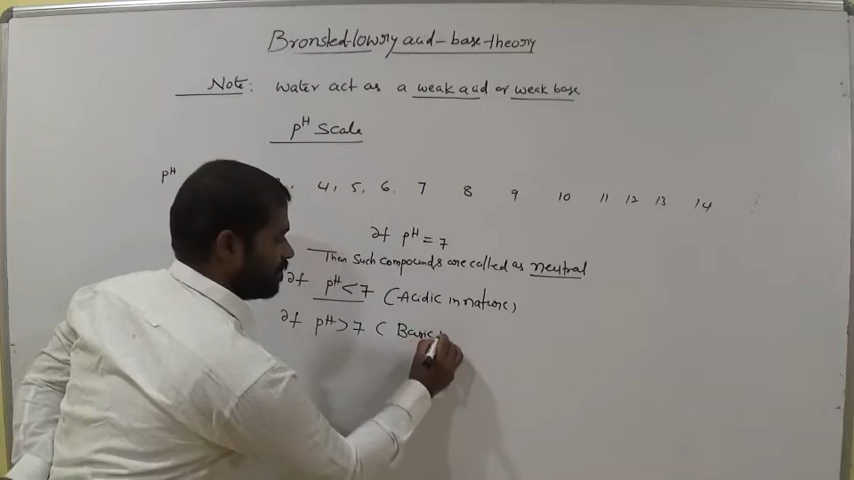 Bronsted-lowry acid-base-theory
Note: water act as a weak acid or weak base
pH scale
pH 4, 5, 6. 7 8 9 10 11 12 13 14
If pH = 7
Then such compounds are called as neutral
If pH < 7 (Acidic in nature)
If pH > 7 ( Basic